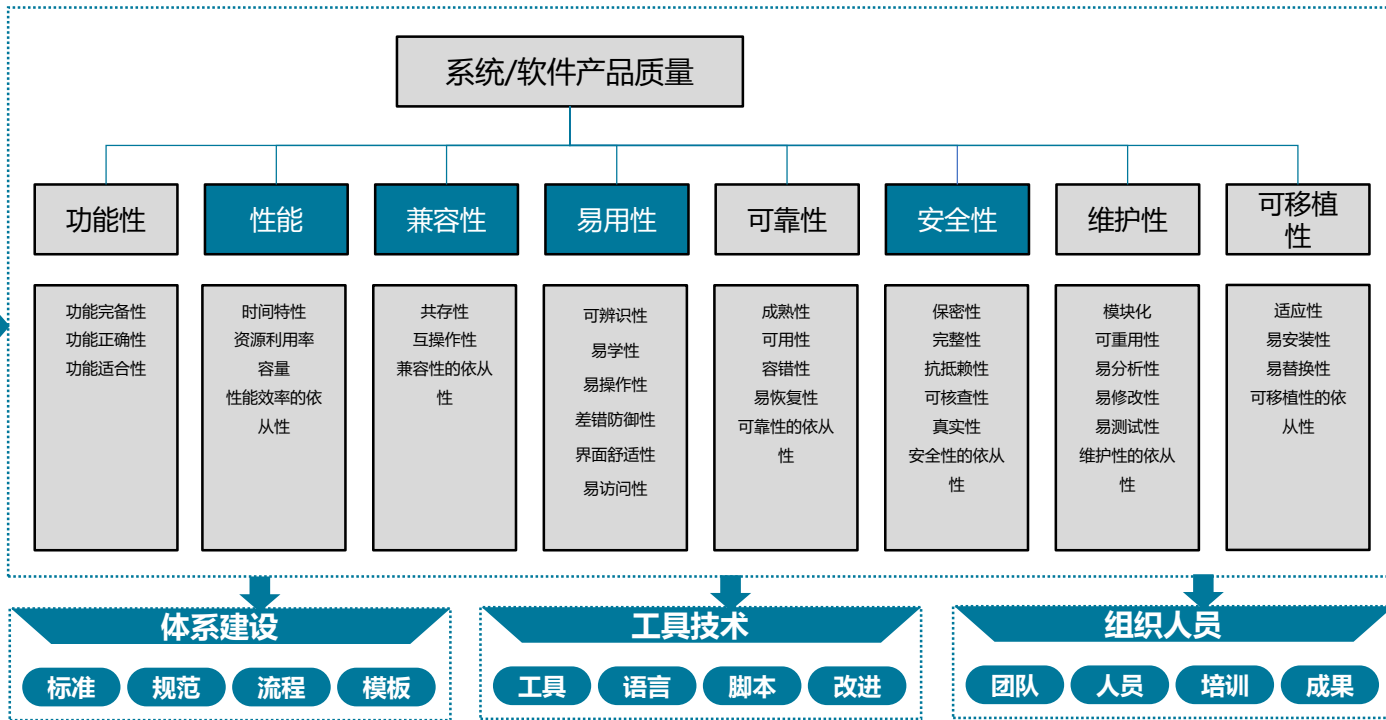 系统/软件产品质量
功能性
性能
兼容性
易用性
可靠性
安全性
维护性
可移植
性
功能完备性
功能正确性
功能适合性
时间特性
资源利用率
容量
性能效率的依
从性
共存性
互操作性
兼容性的依从
性
可辨识性
易学性
易操作性
差错防御性
界面舒适性
易访问性
成熟性
可用性
容错性
易恢复性
可靠性的依从
性
保密性
完整性
抗抵赖性
可核查性
真实性
安全性的依从
性
模块化
可重用性
易分析性
易修改性
易测试性
维护性的依从
性
适应性
易安装性
易替换性
可移植性的依
从性
体系建设
标准
规范
流程
模板
工具技术
工具
语言
脚本
改进
组织人员
团队
人员
培训
成果